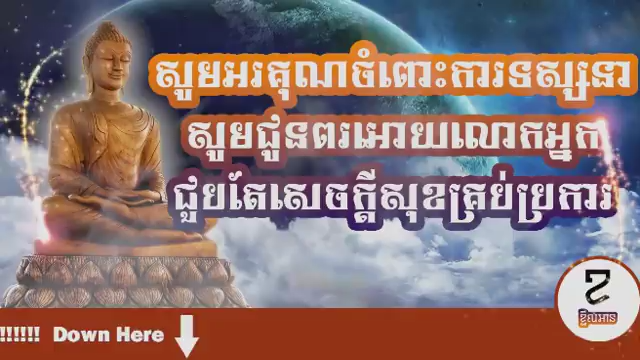 សូមអរគុណចំពោះការទស្សនា
សូមជូនពរអោយលោកអ្នក
ជួបតែសេចក្តីសុខគ្រប់ប្រការ
!!!!!! Down Here